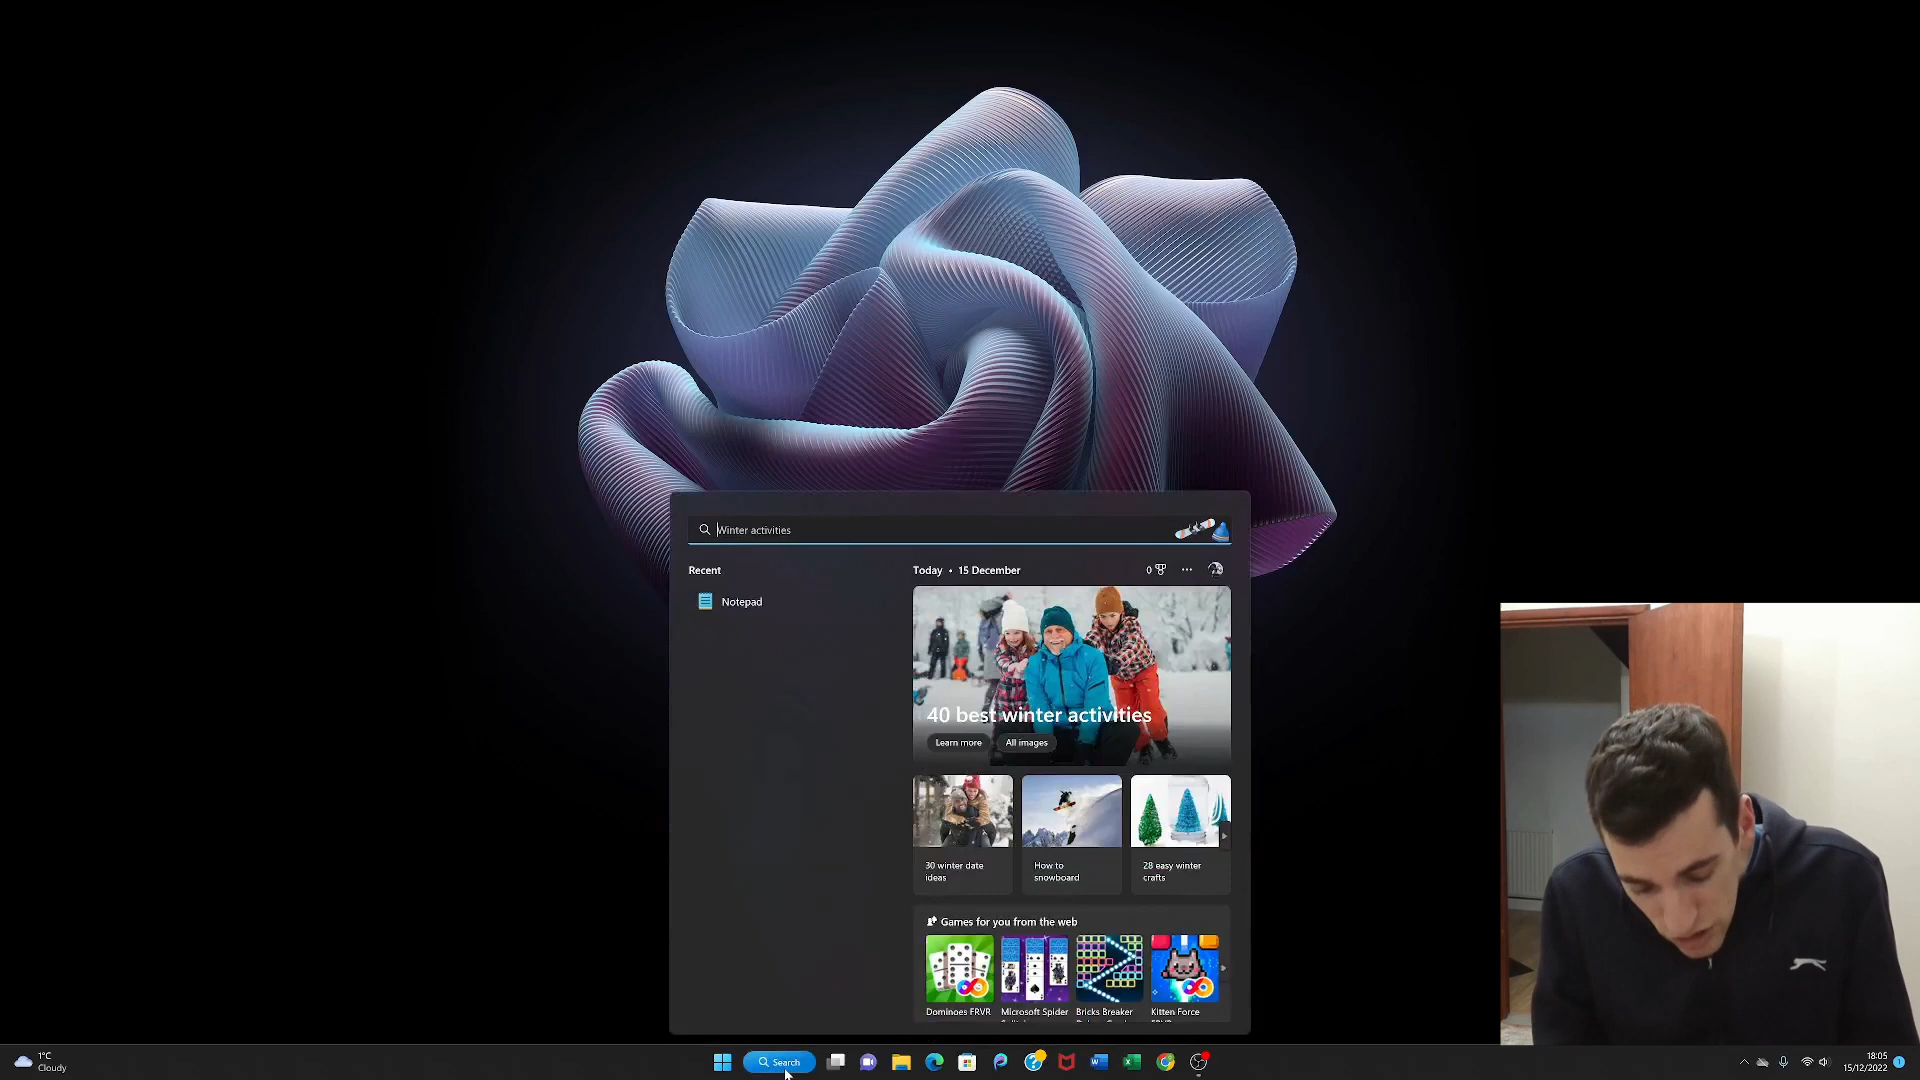 Winter activities
Recent
Notepad
Today • 15 December
0
40 best winter activities
Learn more
All images
30 winter date
ideas
How to
snowboard
28 easy winter
crafts
Games for you from the web
Dominoes FRVR
Microsoft Spider
Bricks Breaker
Kitten Force
1°C
Cloudy
Search
18:05
15/12/2022
1